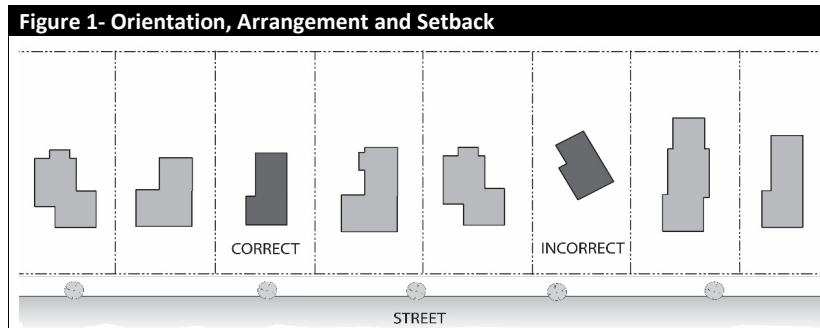 Figure 1- Orientation, Arrangement and Setback
CORRECT
INCORRECT
STREET